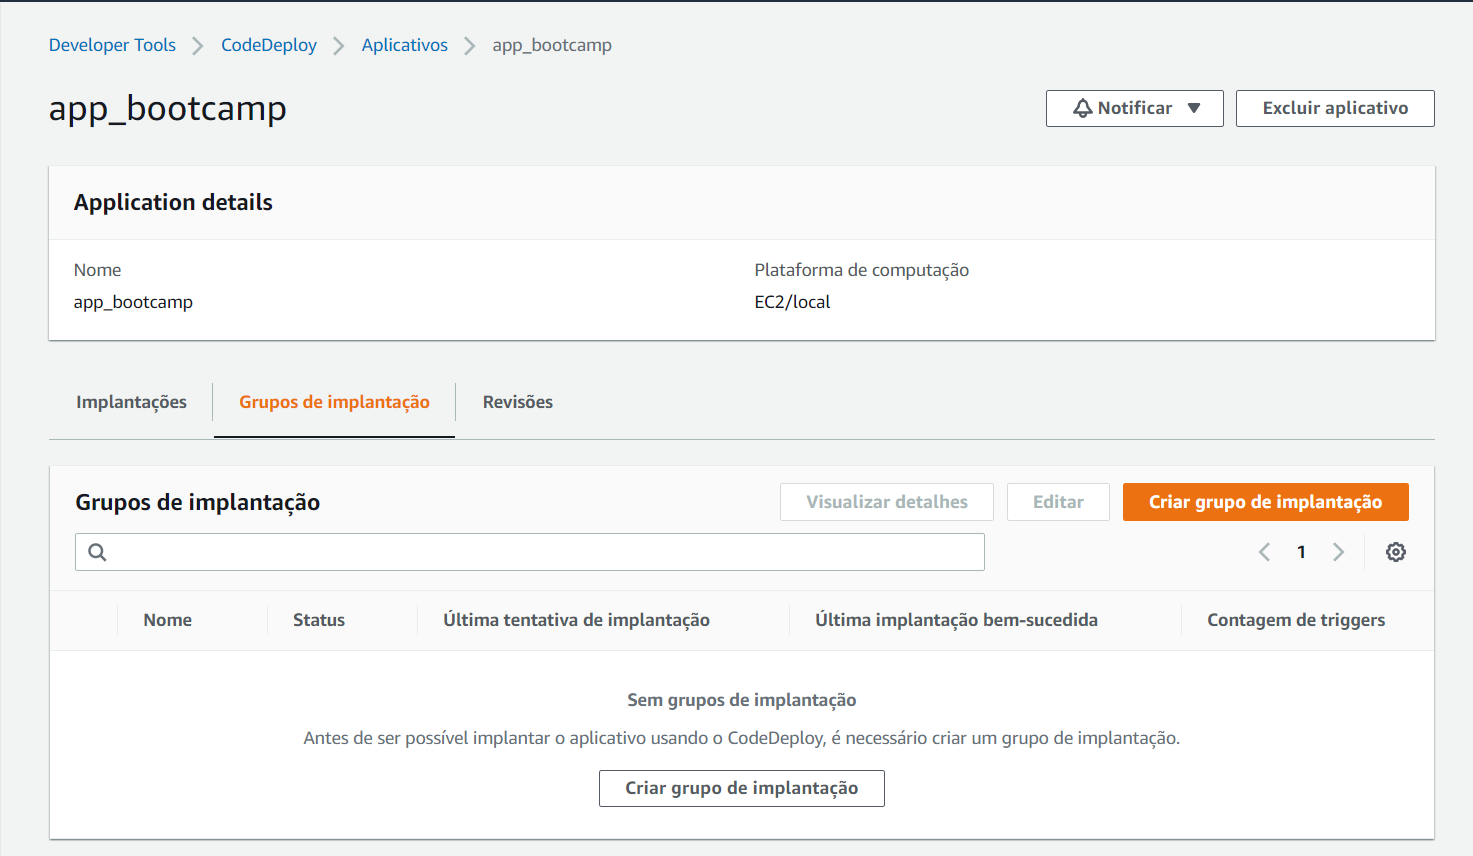 Developer Tools > CodeDeploy > Aplicativos > app_bootcamp
app_bootcamp
Notificar
Excluir aplicativo
Application details
Nome
app_bootcamp
Plataforma de computação
EC2/local
Implantações
Grupos de implantação
Revisões
Grupos de implantação
Visualizar detalhes
Editar
Criar grupo de implantação
1
Nome
Status
Última tentativa de implantação
Última implantação bem-sucedida
Contagem de triggers
Sem grupos de implantação
Antes de ser possível implantar o aplicativo usando o CodeDeploy, é necessário criar um grupo de implantação.
Criar grupo de implantação